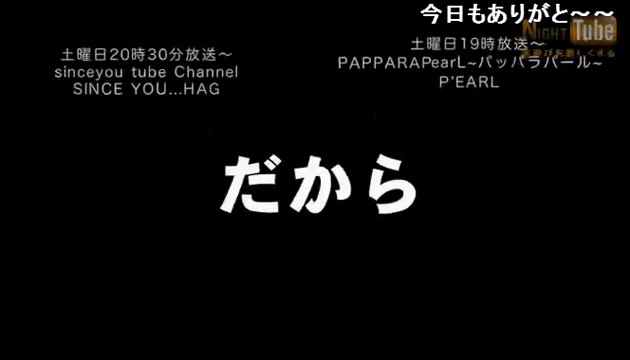 今日もありがと～～
NIGHT Tube
土曜日20時30分放送～
sinceyou tube Channel
SINCE YOU...HAG
土曜日19時放送～
PAPPARAPearL~パッパラパール~
P'EARL
だから